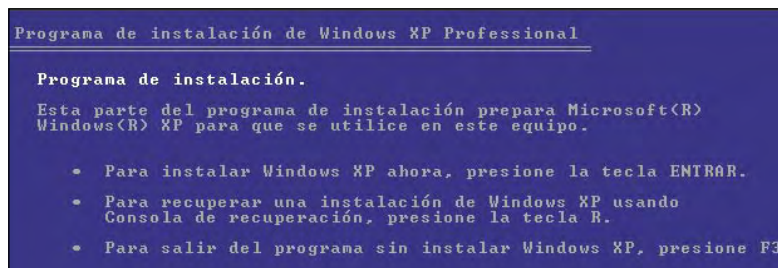 Programa de instalación de Windows XP Professional
Programa de instalación.
Esta parte del programa de instalación prepara Microsoft(R)
Windows(R) XP para que se utilice en este equipo.
• Para instalar Windows XP ahora, presione la tecla ENTRAR.
• Para recuperar una instalación de Windows XP usando
Consola de recuperación, presione la tecla R.
• Para salir del programa sin instalar Windows XP, presione F3